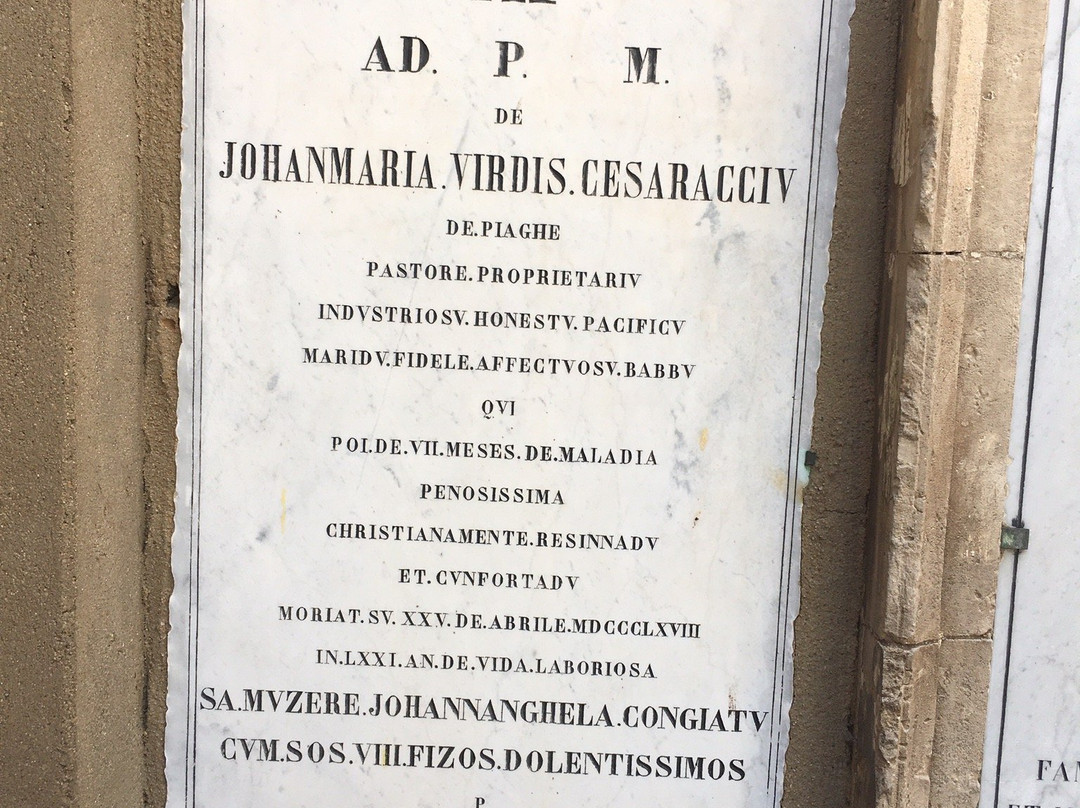 AD. P. M.
DE
JOHANMARIA.VIRDIS.CESARACCIV
DE.PIAGHE
PASTORE.PROPRIETARIV
INDVSTRIOSV.HONESTV.PACIFICV
MARIDV.FIDELE.AFFECTVOSV.BABBV
QVI
POI.DE.VII.MESES.DE.MALADIA
PENOSISSIMA
CHRISTIANAMENTE.RESINNADV
ET.CVNFORTADV
MORIAT.SV.XXV.DE.ABRILE.MDCCCLXVIII
IN.LXXI.AN.DE.VIDA.LABORIOSA
SA.MVZERE.JOHANNANGHELA.CONGIATV
CVM.SOS.VIII.FIZOS.DOLENTISSIMOS
P